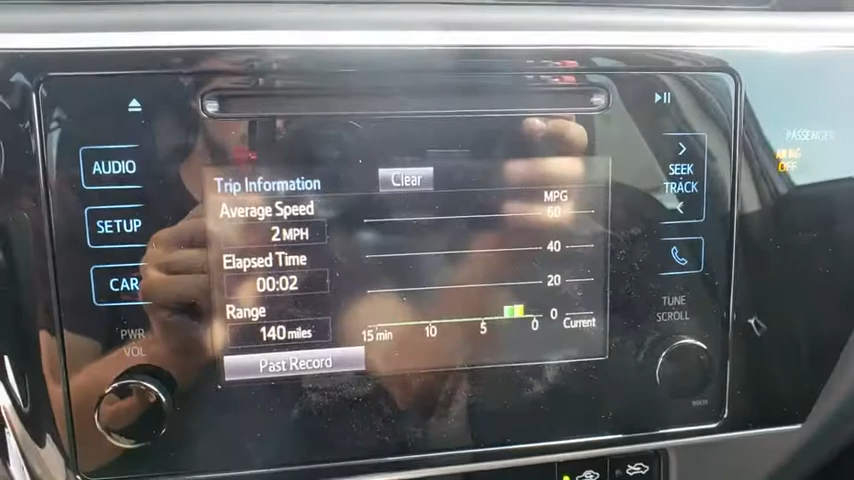 AUDIO
SETUP
CAR
PWR
VOL
Trip Information
Clear
Average Speed
2 MPH
Elapsed Time
00:02
Range
140 miles
Past Record
MPG
60
40
20
0
15 min 10 5 0 Current
SEEK
TRACK
TUNE
SCROLL
PASSENGER
AIR BAG
OFF